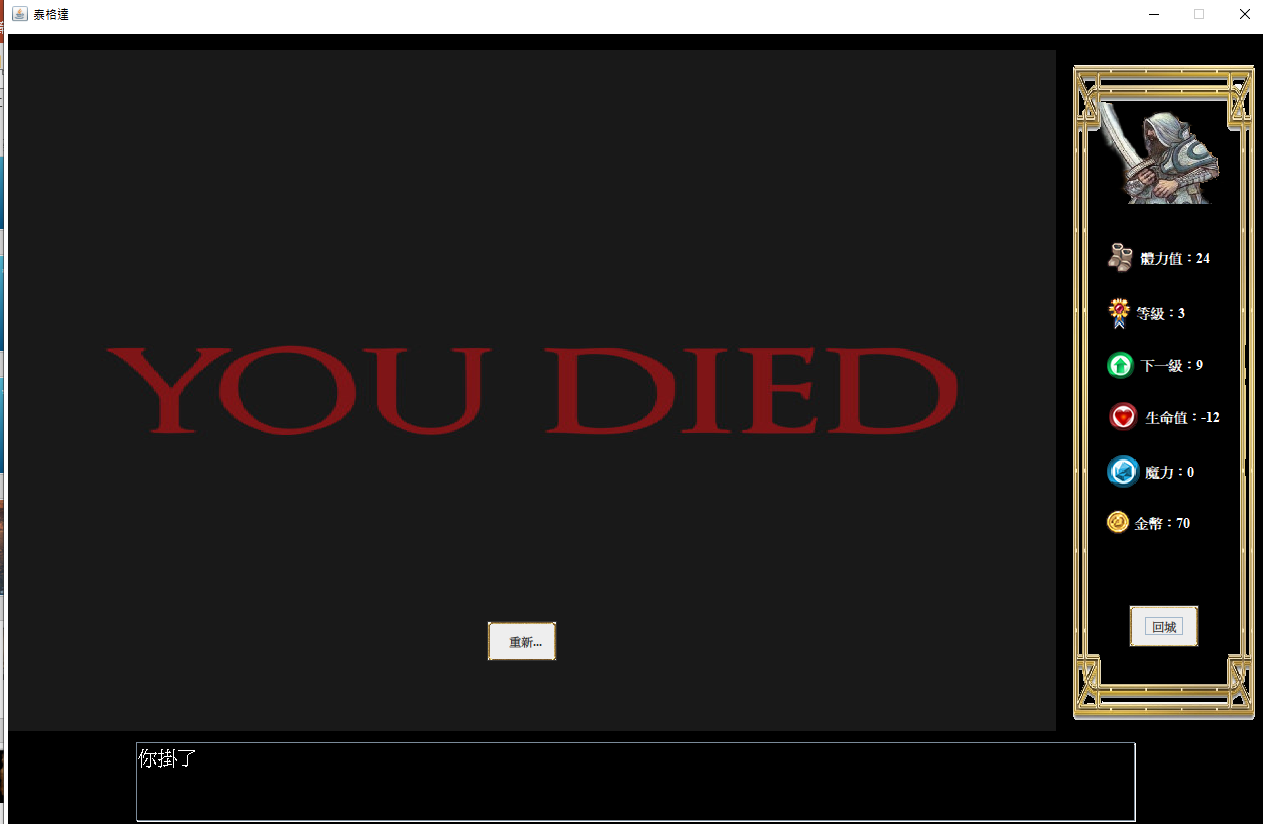 泰格達
YOU DIED
重新...
體力值：24
等級：3
下一級：9
生命值：-12
魔力：0
金幣：70
回城
你掛了